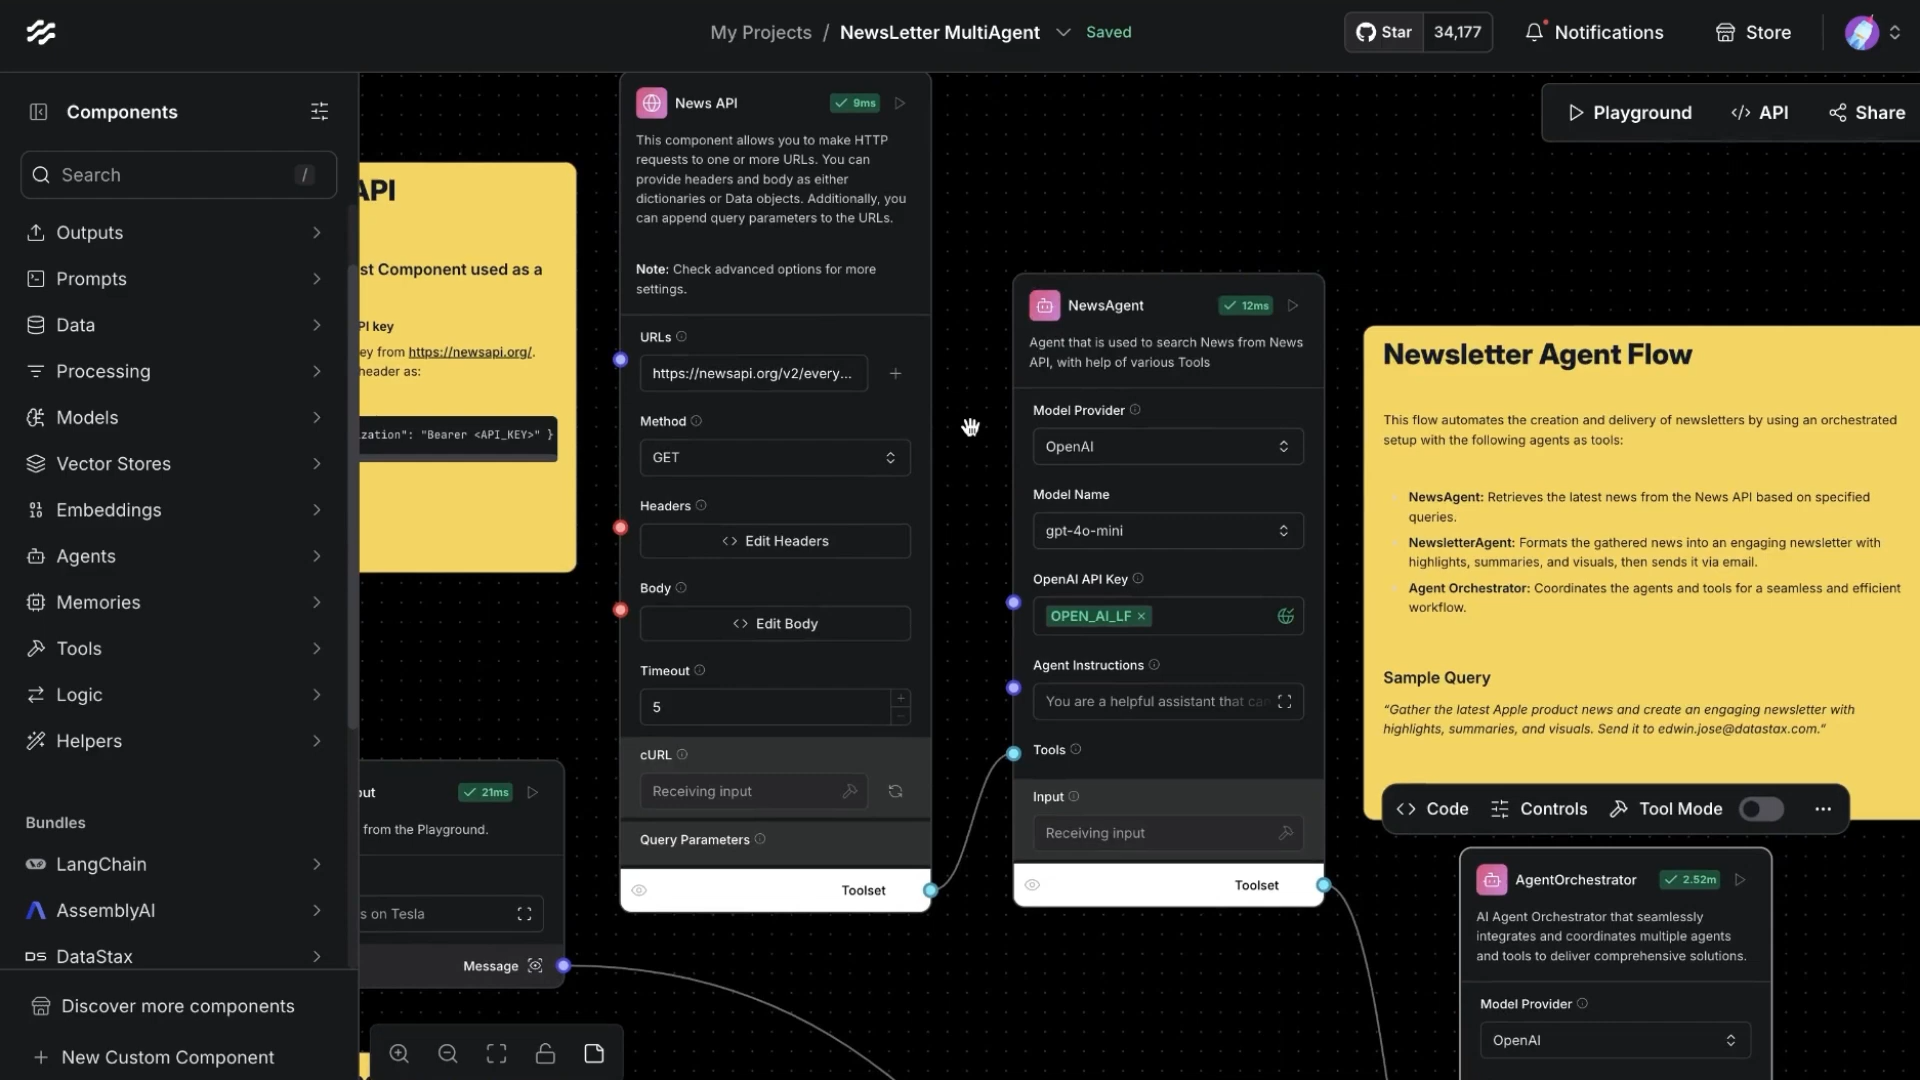 My Projects / NewsLetter MultiAgent Saved
Star 34,177
Notifications
Store
Components
Search /
Outputs
Prompts
Data
Processing
Models
Vector Stores
Embeddings
Agents
Memories
Tools
Logic
Helpers
Bundles
LangChain
AssemblyAI
DataStax
Discover more components
New Custom Component
API
st Component used as a
PI key
ey from https://newsapi.org/.
header as:
zation": "Bearer <API_KEY>" }
put 21ms
from the Playground.
s on Tesla
Message
News API 9ms
This component allows you to make HTTP
requests to one or more URLs. You can
provide headers and body as either
dictionaries or Data objects. Additionally, you
can append query parameters to the URLs.
Note: Check advanced options for more
settings.
URLs
https://newsapi.org/v2/every...
Method
GET
Headers
Edit Headers
Body
Edit Body
Timeout
5
cURL
Receiving input
Query Parameters
Toolset
NewsAgent 12ms
Agent that is used to search News from News
API, with help of various Tools
Model Provider
OpenAI
Model Name
gpt-4o-mini
OpenAI API Key
OPEN_AI_LF ×
Agent Instructions
You are a helpful assistant that can
Tools
Input
Receiving input
Toolset
Playground
API
Share
Newsletter Agent Flow
This flow automates the creation and delivery of newsletters by using an orchestrated
setup with the following agents as tools:
NewsAgent: Retrieves the latest news from the News API based on specified
queries.
NewsletterAgent: Formats the gathered news into an engaging newsletter with
highlights, summaries, and visuals, then sends it via email.
Agent Orchestrator: Coordinates the agents and tools for a seamless and efficient
workflow.
Sample Query
“Gather the latest Apple product news and create an engaging newsletter with
highlights, summaries, and visuals. Send it to edwin.jose@datastax.com.”
Code
Controls
Tool Mode
AgentOrchestrator 2.52m
AI Agent Orchestrator that seamlessly
integrates and coordinates multiple agents
and tools to deliver comprehensive solutions.
Model Provider
OpenAI